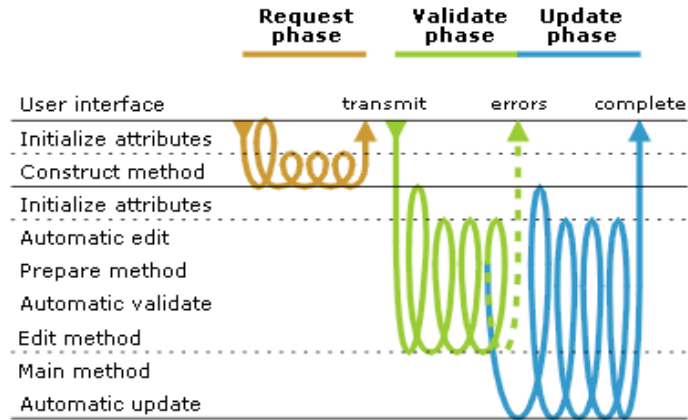 Request phase
Validate phase
Update phase
User interface
transmit
errors
complete
Initialize attributes
Construct method
Initialize attributes
Automatic edit
Prepare method
Automatic validate
Edit method
Main method
Automatic update